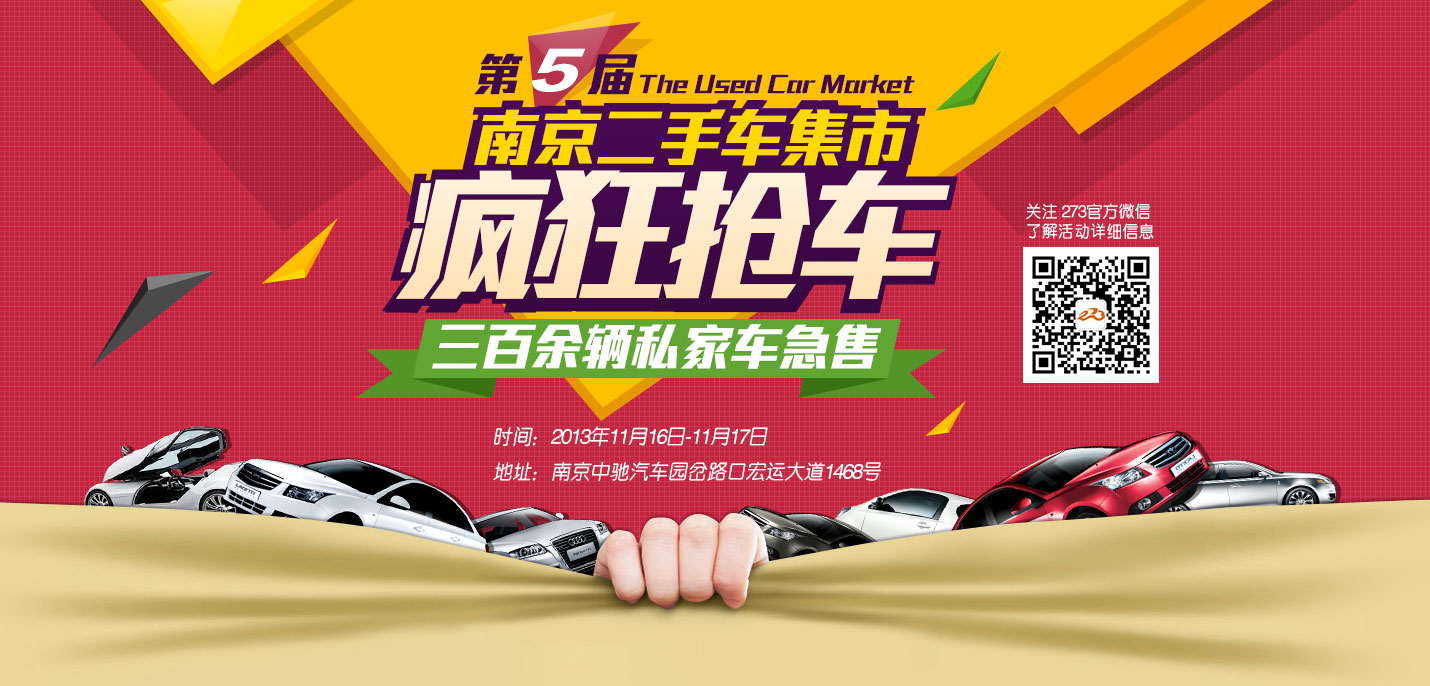 第5届 The Used Car Market
南京二手车集市
疯狂抢车
三百余辆私家车急售
关注 273官方微信
了解活动详细信息
273
时间：2013年11月16日-11月17日
地址：南京中驰汽车园岔路口宏运大道1468号